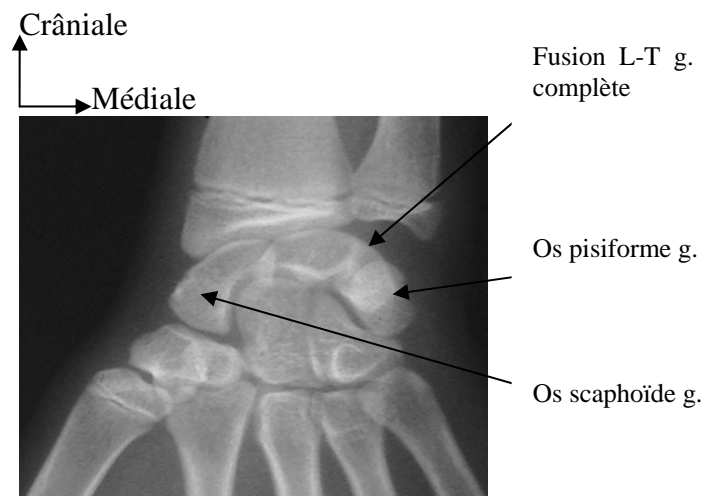 Crâniale
Médiale
Fusion L-T g.
complète
Os pisiforme g.
Os scaphoïde g.